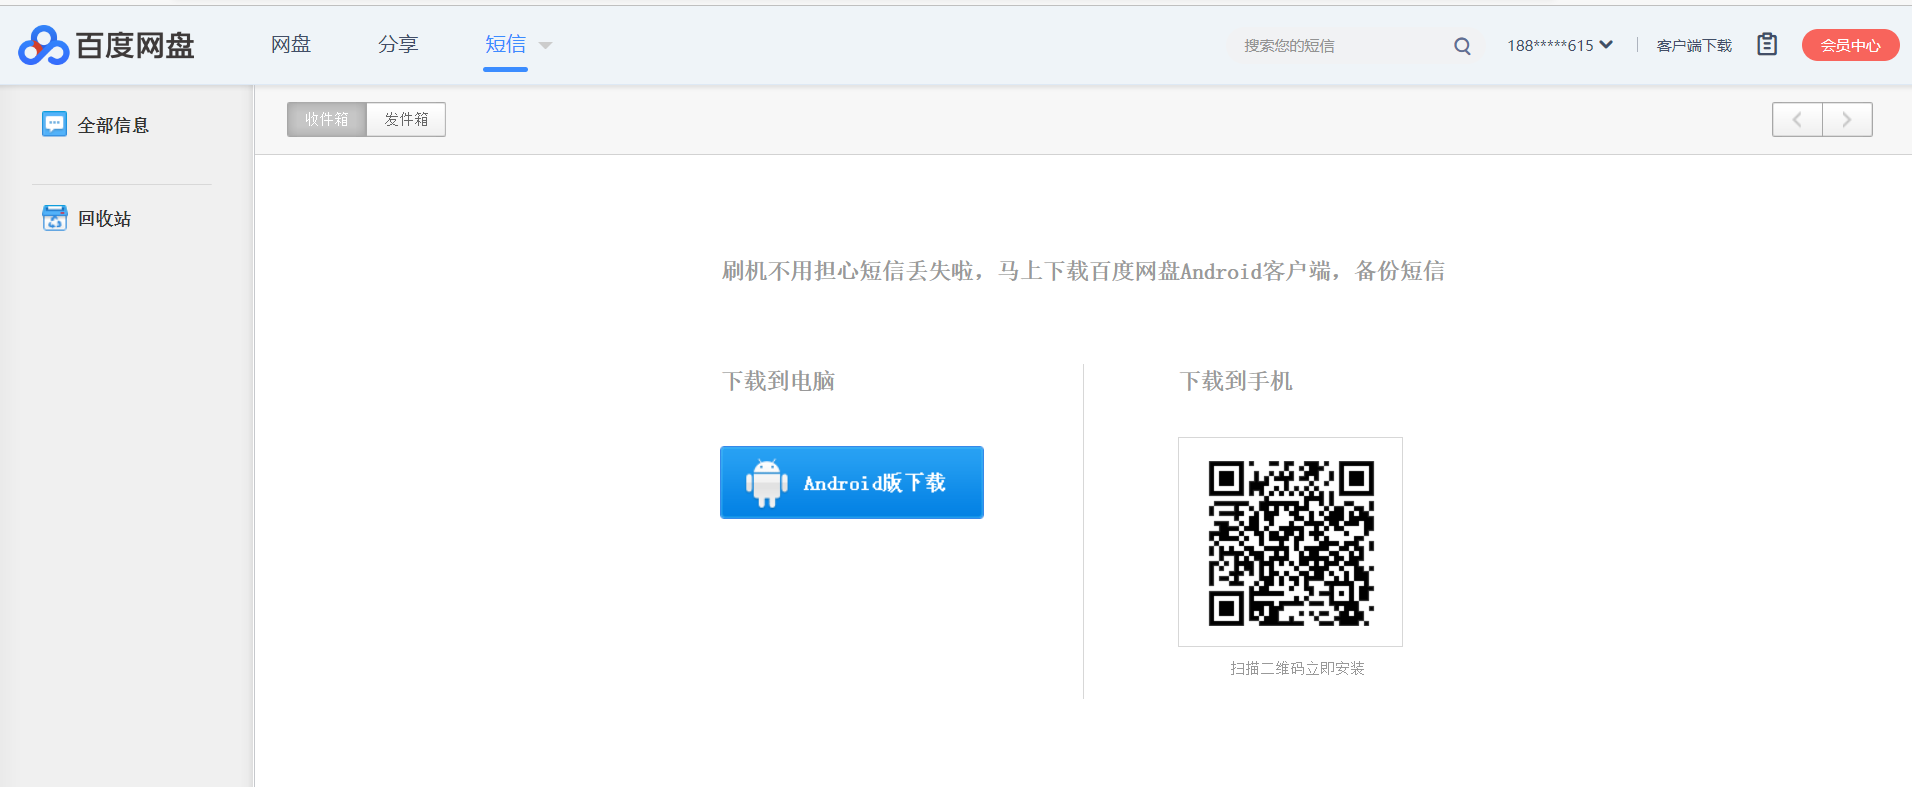 百度网盘 网盘 分享 短信 搜索您的短信 188*****615 客户端下载 会员中心
全部信息 收件箱 发件箱
回收站
刷机不用担心短信丢失啦，马上下载百度网盘Android客户端，备份短信
下载到电脑 下载到手机
Android版下载
扫描二维码立即安装